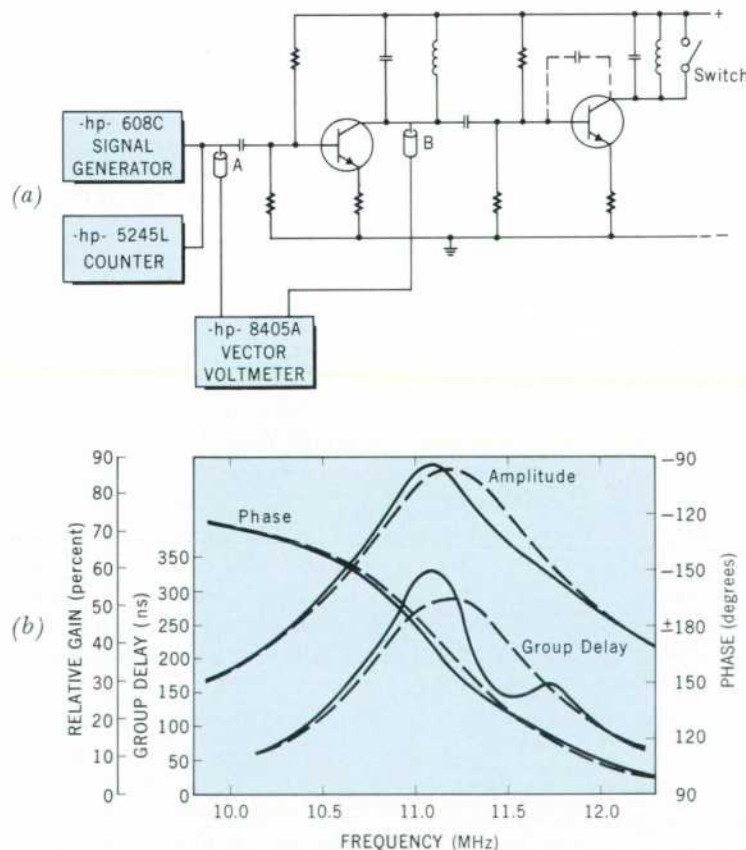 +
Switch
-hp- 608C
SIGNAL
GENERATOR
A
B
(a)
-hp- 5245L
COUNTER
-hp- 8405A
VECTOR
VOLTMETER
90
80
70
60
50
40
30
20
10
0
RELATIVE GAIN (percent)
350
300
250
200
150
100
50
0
GROUP DELAY (ns)
(b)
Phase
Amplitude
Group Delay
-90
-120
-150
±180
150
120
90
PHASE (degrees)
10.0
10.5
11.0
11.5
12.0
FREQUENCY (MHz)